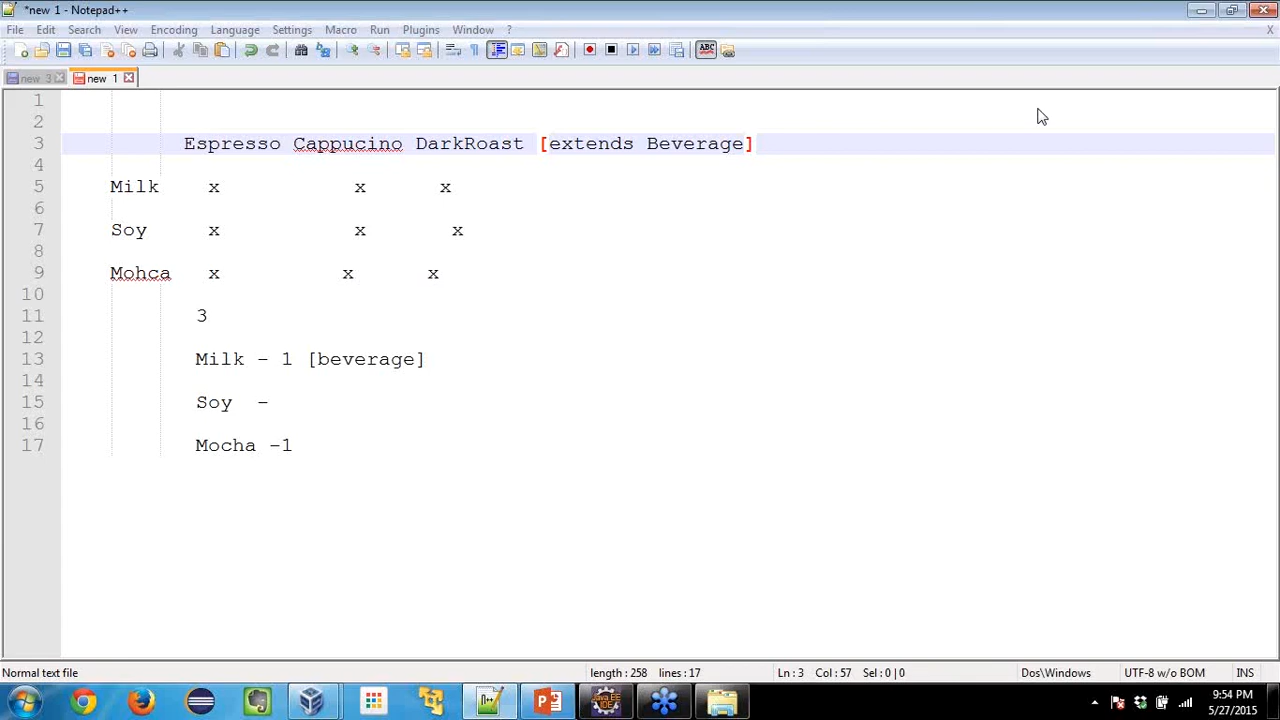 *new 1 - Notepad++
File Edit Search View Encoding Language Settings Macro Run Plugins Window ? X
ABC
new 3 new 1
1
2
3 Espresso Cappucino DarkRoast [extends Beverage]
4
5 Milk x x x
6
7 Soy x x x
8
9 Mohca x x x
10
11 3
12
13 Milk - 1 [beverage]
14
15 Soy -
16
17 Mocha -1
Normal text file length : 258 lines : 17 Ln : 3 Col : 57 Sel : 0 | 0 Dos\Windows UTF-8 w/o BOM INS
9:54 PM
5/27/2015